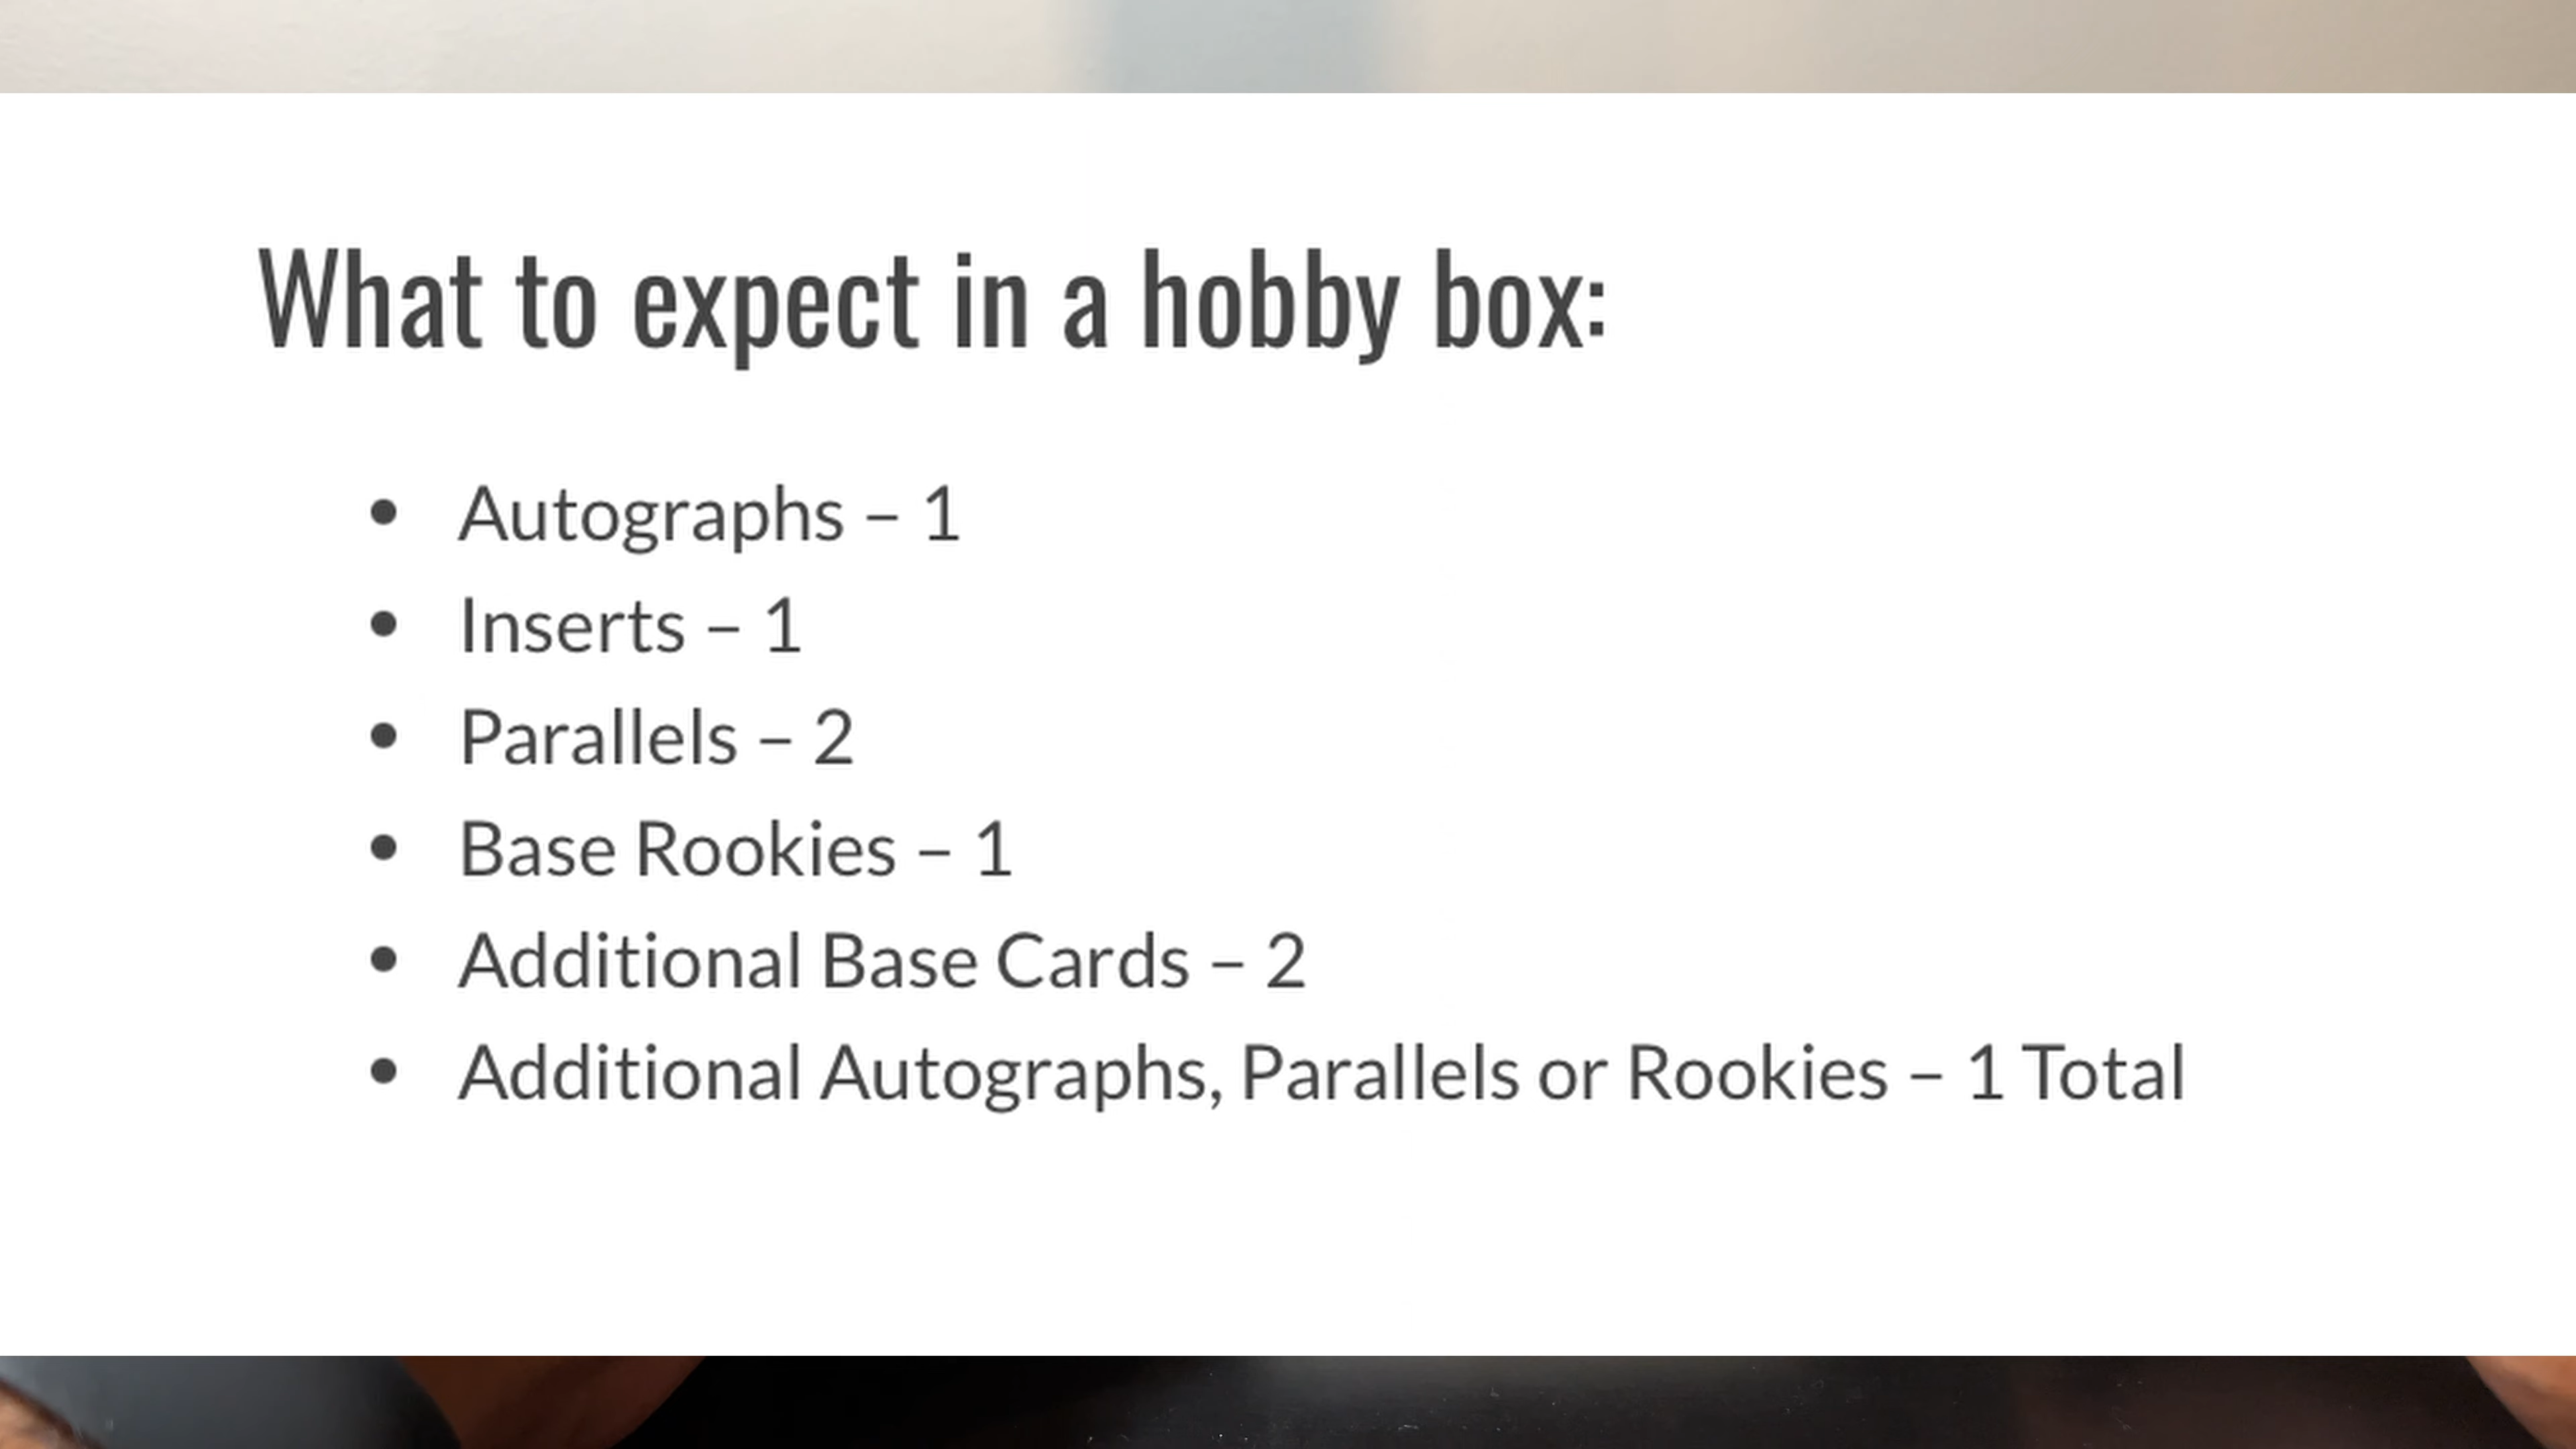 What to expect in a hobby box:
• Autographs – 1
• Inserts – 1
• Parallels – 2
• Base Rookies – 1
• Additional Base Cards – 2
• Additional Autographs, Parallels or Rookies – 1 Total